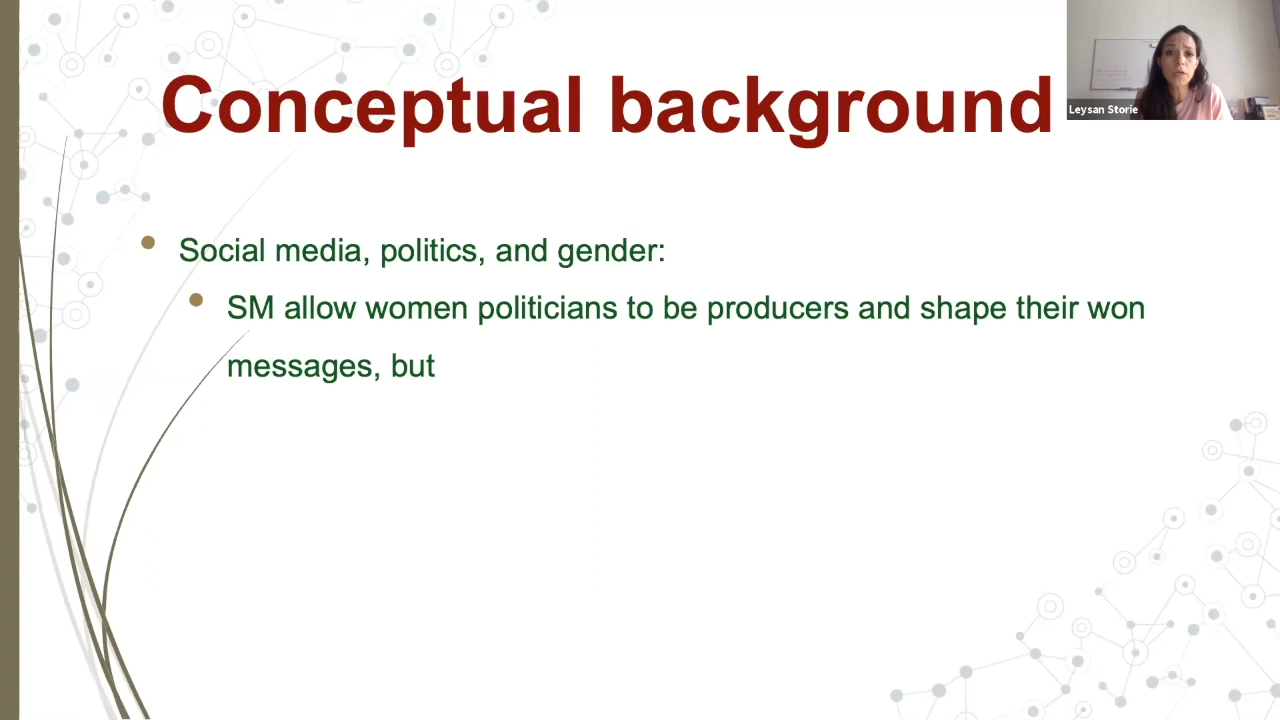 Conceptual background
Leysan Storie
Social media, politics, and gender:
SM allow women politicians to be producers and shape their won
messages, but